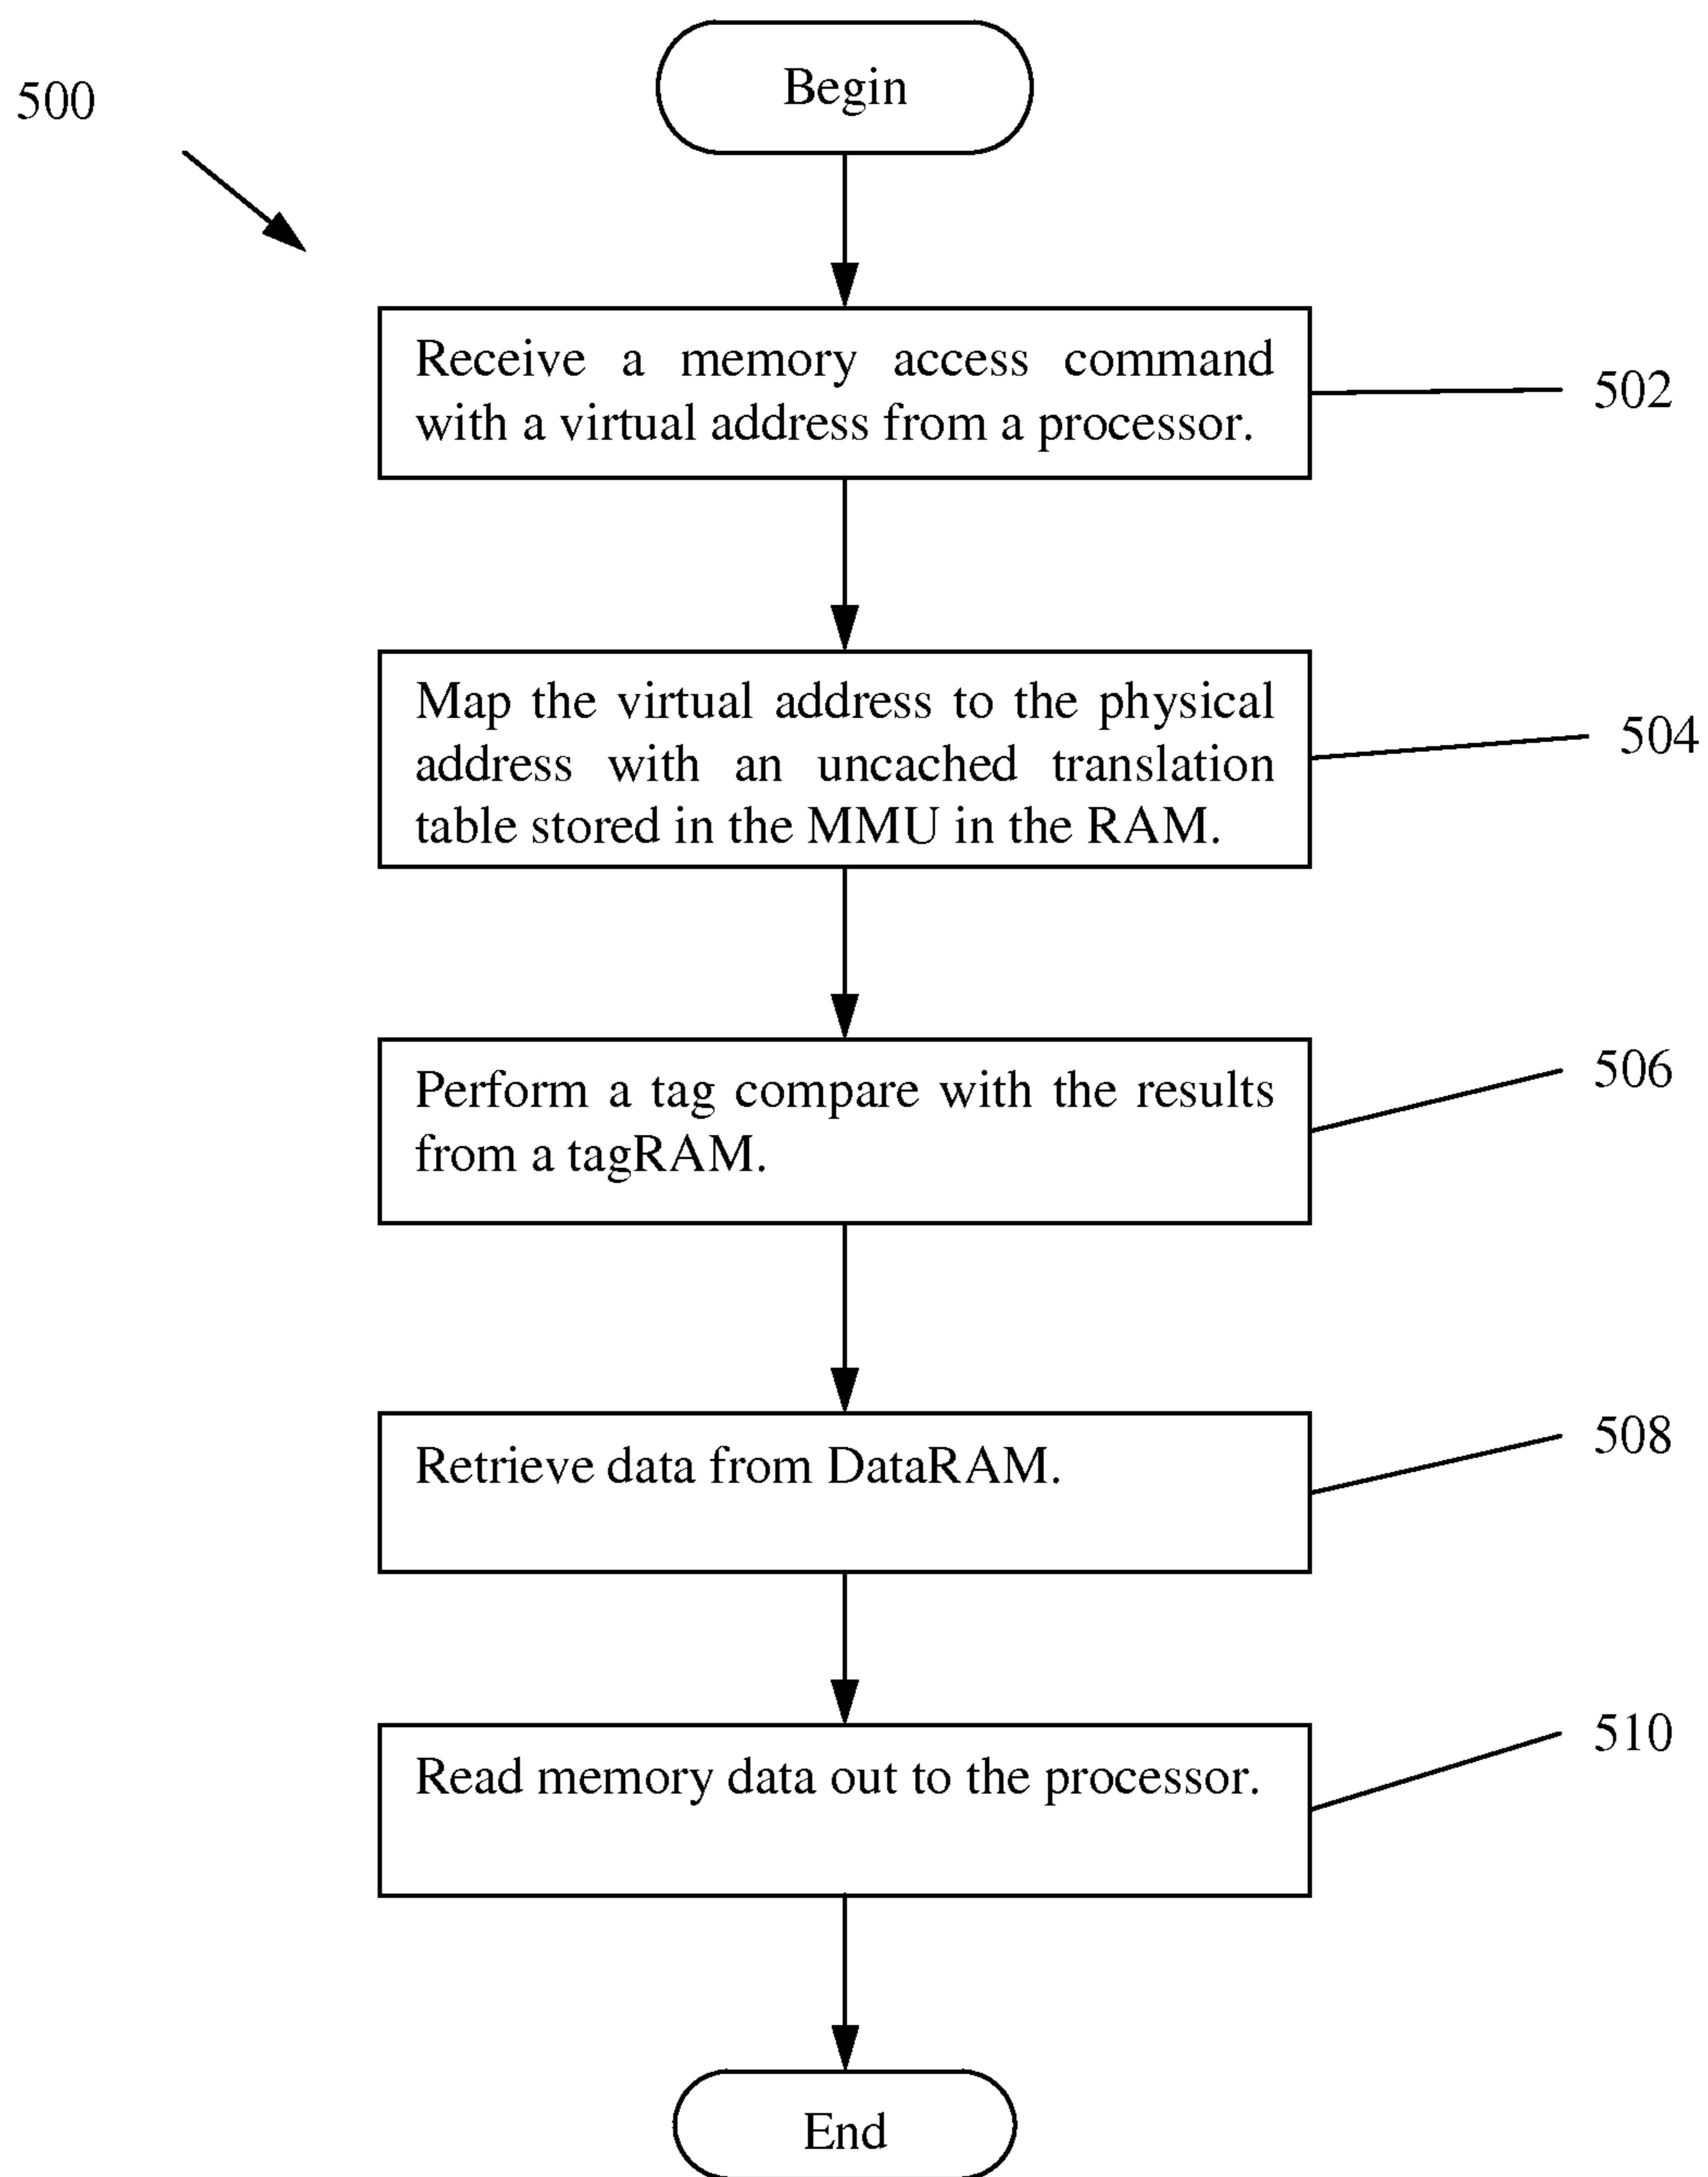 500
Begin
Receive a memory access command
with a virtual address from a processor.
502
Map the virtual address to the physical
address with an uncached translation
table stored in the MMU in the RAM.
504
Perform a tag compare with the results
from a tagRAM.
506
Retrieve data from DataRAM.
508
Read memory data out to the processor.
510
End